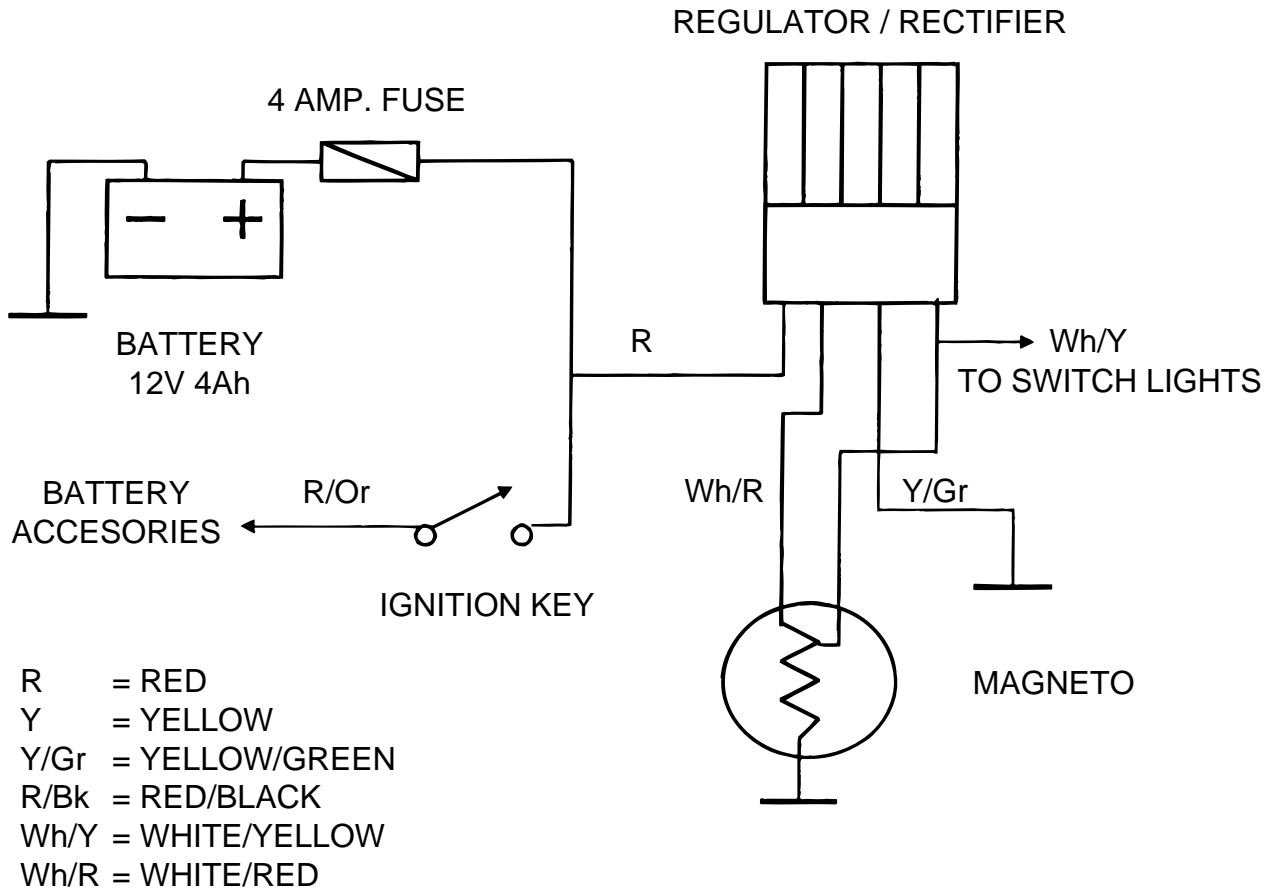 REGULATOR / RECTIFIER
4 AMP. FUSE
BATTERY
12V 4Ah
R
Wh/Y
TO SWITCH LIGHTS
BATTERY
ACCESORIES
R/Or
Wh/R
Y/Gr
IGNITION KEY
MAGNETO
R = RED
Y = YELLOW
Y/Gr = YELLOW/GREEN
R/Bk = RED/BLACK
Wh/Y = WHITE/YELLOW
Wh/R = WHITE/RED